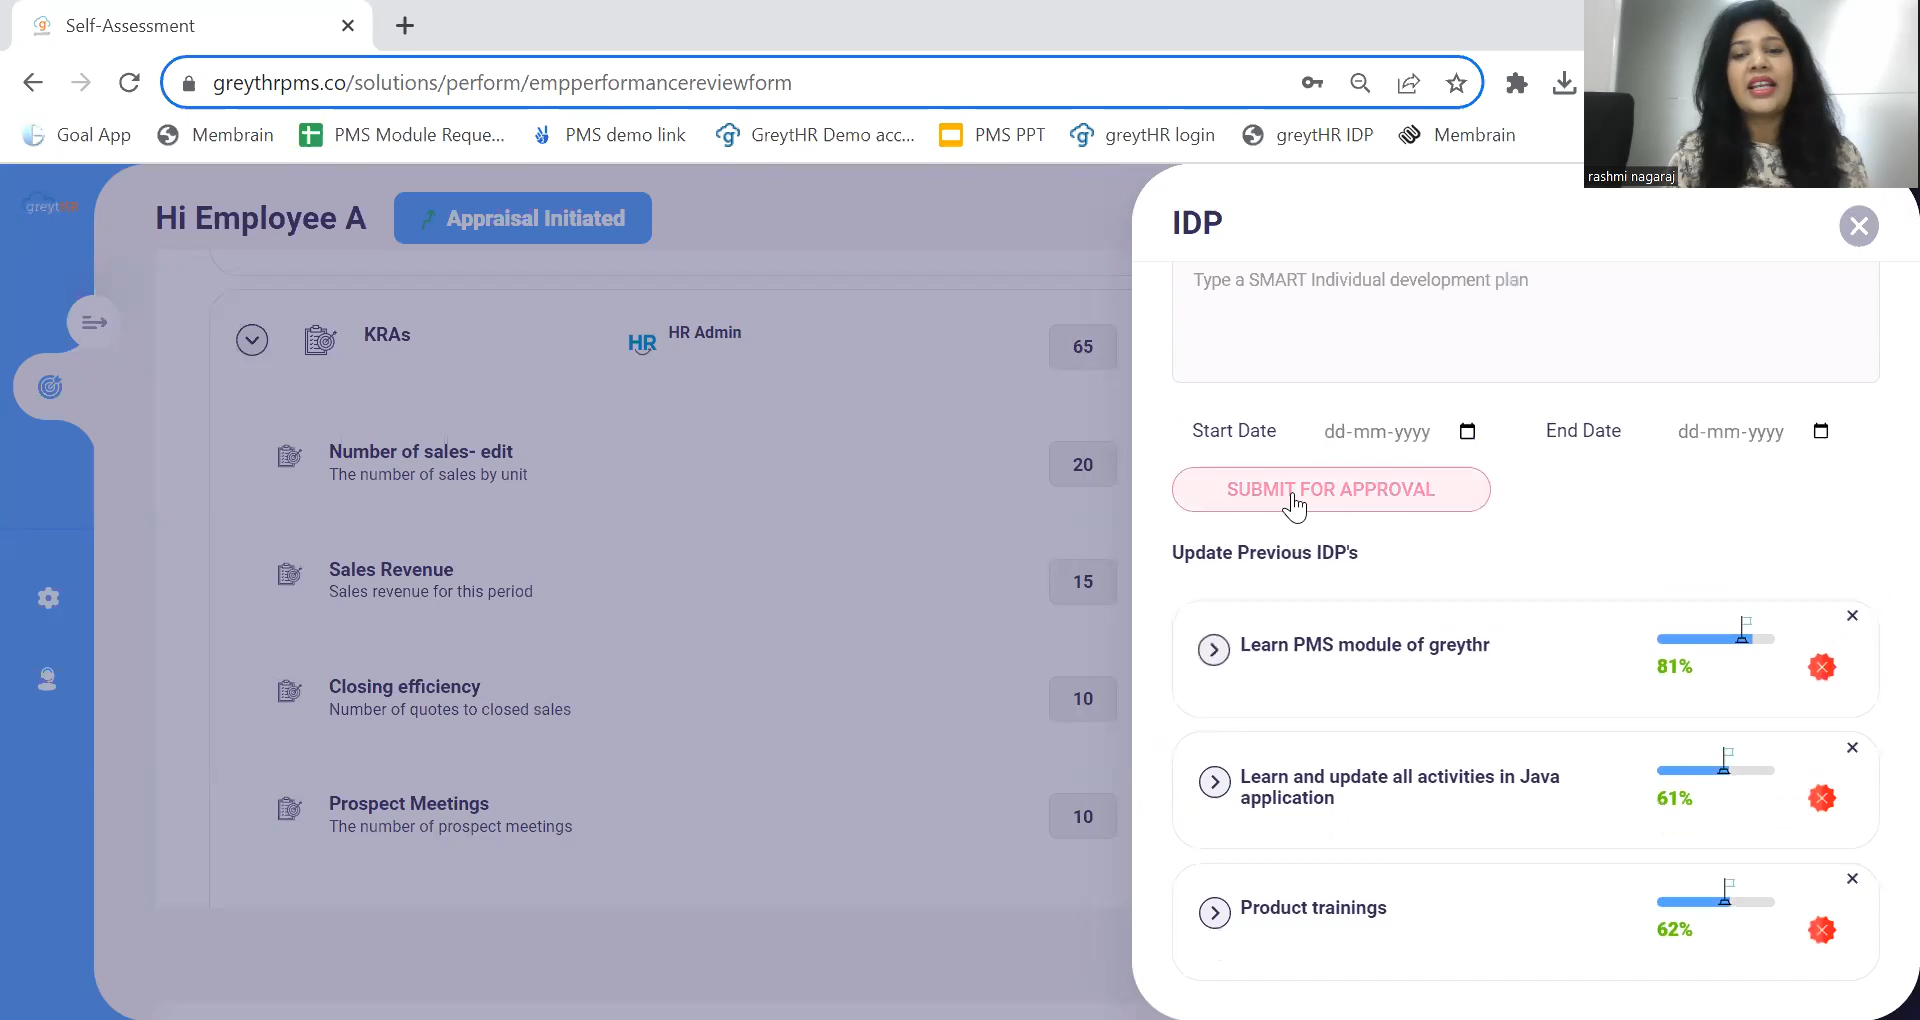 Self-Assessment
greythrpms.co/solutions/perform/empperformancereviewform
Goal App
Membrain
PMS Module Reque...
PMS demo link
GreytHR Demo acc...
PMS PPT
greytHR login
greytHR IDP
Membrain
rashmi nagaraj
greytHR
Hi Employee A
Appraisal Initiated
KRAs
HR
HR Admin
65
Number of sales- edit
The number of sales by unit
20
Sales Revenue
Sales revenue for this period
15
Closing efficiency
Number of quotes to closed sales
10
Prospect Meetings
The number of prospect meetings
10
IDP
Type a SMART Individual development plan
Start Date
dd-mm-yyyy
End Date
dd-mm-yyyy
SUBMIT FOR APPROVAL
Update Previous IDP's
Learn PMS module of greythr
81%
Learn and update all activities in Java
application
61%
Product trainings
62%